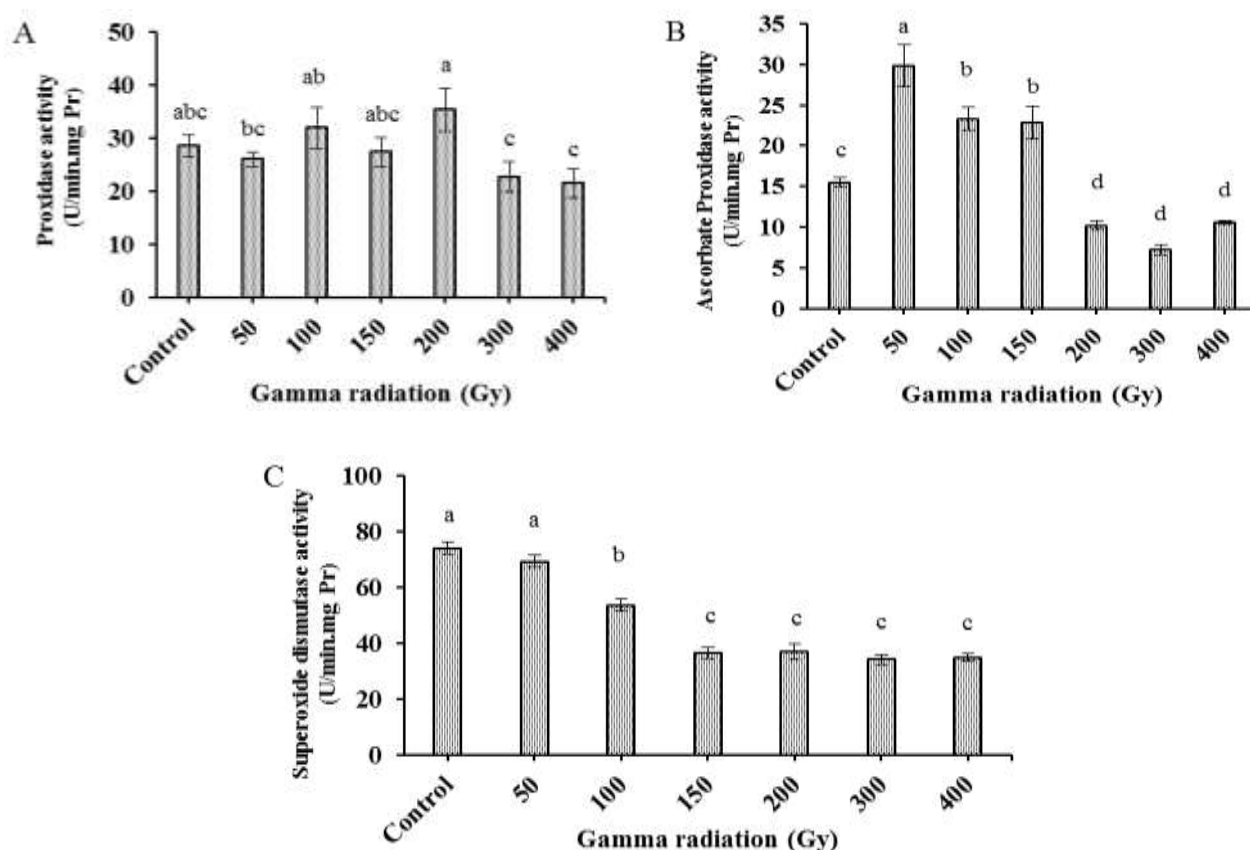 A
Proxidase activity
(U/min.mg Pr)
50
40
30
20
10
0
abc
bc
ab
abc
a
c
c
Control
50
100
150
200
300
400
Gamma radiation (Gy)
B
Ascorbate Proxidase activity
(U/min.mg Pr)
35
30
25
20
15
10
5
0
c
a
b
b
d
d
d
Control
50
100
150
200
300
400
Gamma radiation (Gy)
C
Superoxide dismutase activity
(U/min.mg Pr)
100
80
60
40
20
0
a
a
b
c
c
c
c
Control
50
100
150
200
300
400
Gamma radiation (Gy)